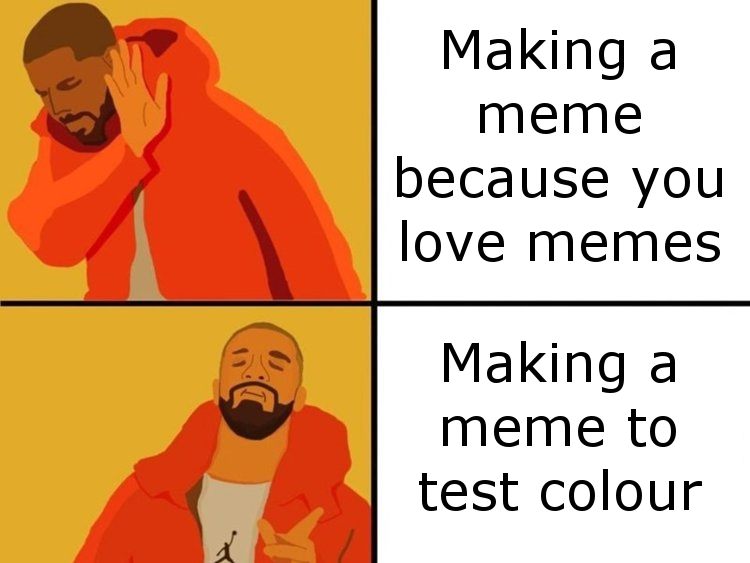 Making a
meme
because you
love memes
Making a
meme to
test colour